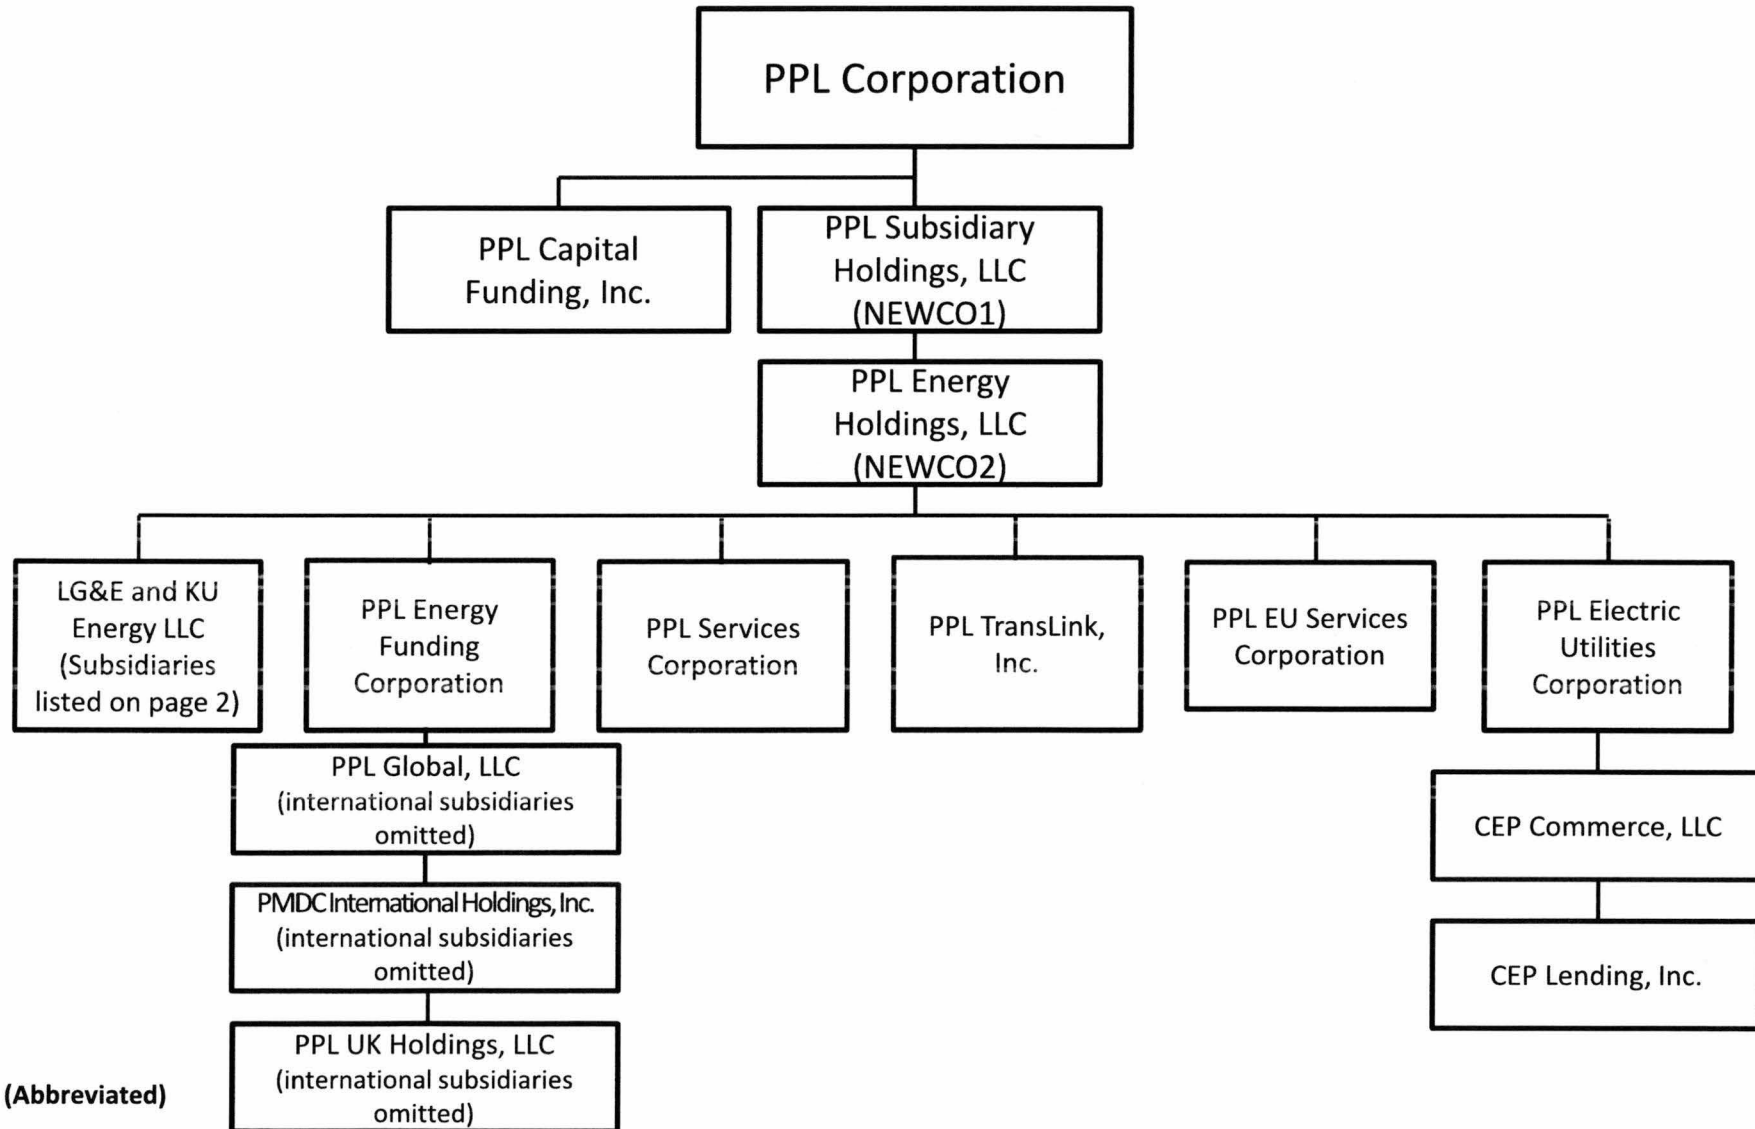 PPL Corporation
PPL Capital
Funding, Inc.
PPL Subsidiary
Holdings, LLC
(NEWCO1)
PPL Energy
Holdings, LLC
(NEWCO2)
LG&E and KU
Energy LLC
(Subsidiaries
listed on page 2)
PPL Energy
Funding
Corporation
PPL Services
Corporation
PPL TransLink,
Inc.
PPL EU Services
Corporation
PPL Electric
Utilities
Corporation
PPL Global, LLC
(international subsidiaries
omitted)
PMDC International Holdings, Inc.
(international subsidiaries
omitted)
PPL UK Holdings, LLC
(international subsidiaries
omitted)
CEP Commerce, LLC
CEP Lending, Inc.
(Abbreviated)